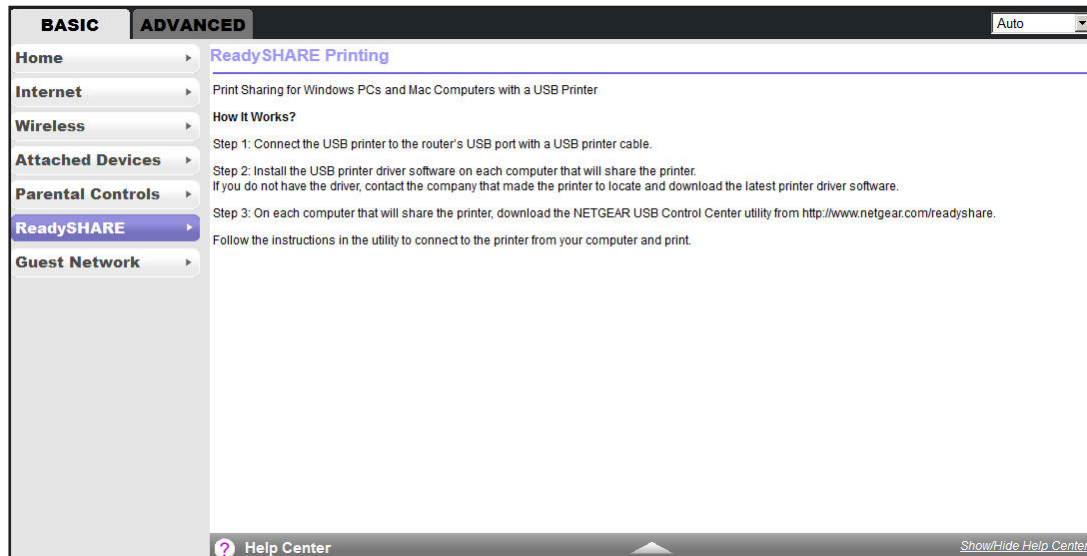 BASIC
ADVANCED
Auto
Home
Internet
Wireless
Attached Devices
Parental Controls
ReadySHARE
Guest Network
ReadySHARE Printing
Print Sharing for Windows PCs and Mac Computers with a USB Printer
How It Works?
Step 1: Connect the USB printer to the router's USB port with a USB printer cable.
Step 2: Install the USB printer driver software on each computer that will share the printer.
If you do not have the driver, contact the company that made the printer to locate and download the latest printer driver software.
Step 3: On each computer that will share the printer, download the NETGEAR USB Control Center utility from http://www.netgear.com/readyshare.
Follow the instructions in the utility to connect to the printer from your computer and print.
? Help Center
Show/Hide Help Center